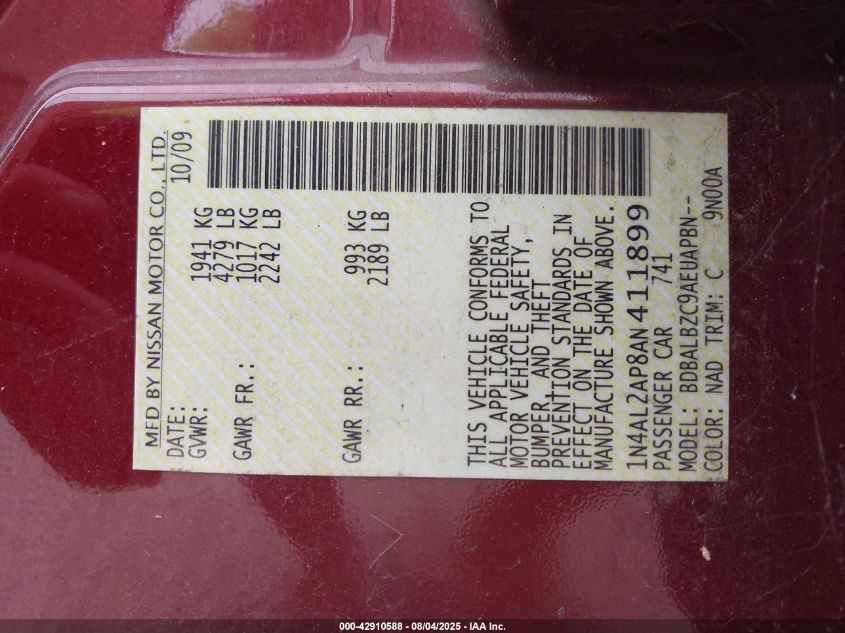 MFD BY NISSAN MOTOR CO., LTD.
DATE: 10/09
GVWR: 1941 KG
4279 LB
GAWR FR.: 1017 KG
2242 LB
GAWR RR.: 993 KG
2189 LB
THIS VEHICLE CONFORMS TO
ALL APPLICABLE FEDERAL
MOTOR VEHICLE SAFETY,
BUMPER, AND THEFT
PREVENTION STANDARDS IN
EFFECT ON THE DATE OF
MANUFACTURE SHOWN ABOVE.
1N4AL2AP8AN411899
PASSENGER CAR 741
MODEL: BDBALBZC9AEUAPBN--
COLOR: NAD TRIM: C 9N00A
000-42910588 - 08/04/2025 - IAA Inc.